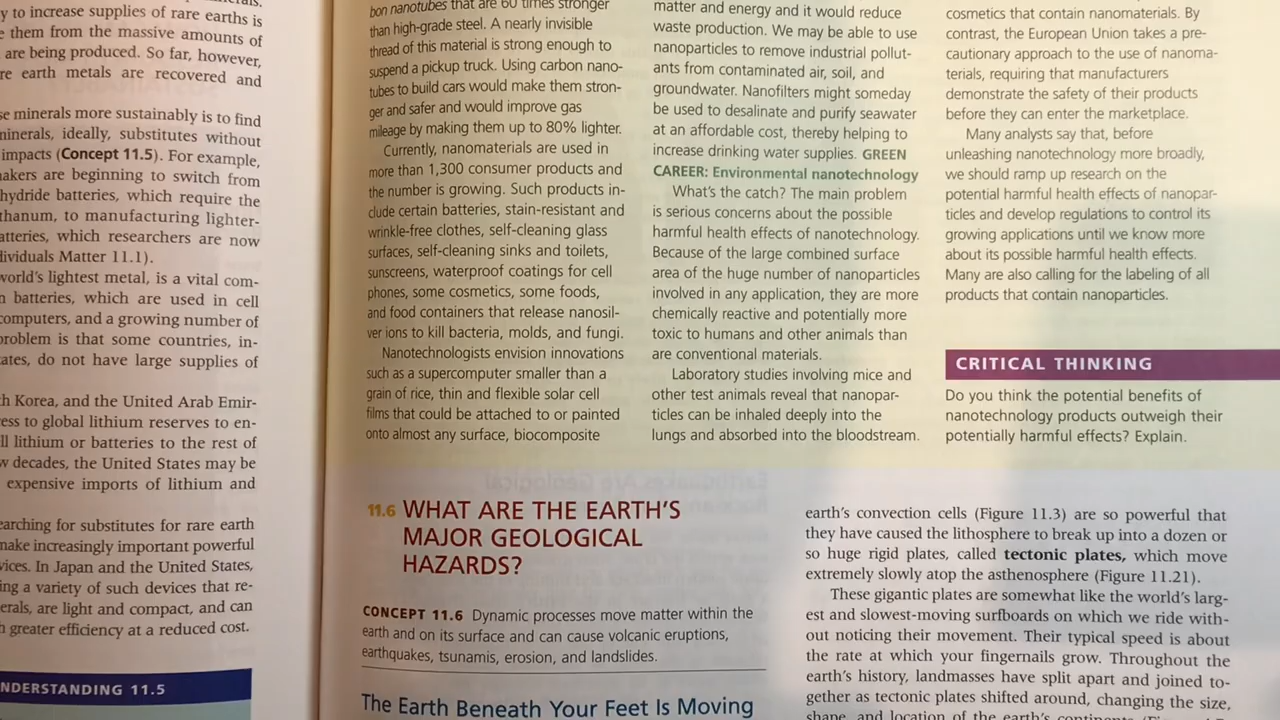 y to increase supplies of rare earths is
e them from the massive amounts of
are being produced. So far, however,
re earth metals are recovered and
se minerals more sustainably is to find
minerals, ideally, substitutes without
impacts (Concept 11.5). For example,
akers are beginning to switch from
hydride batteries, which require the
thanum, to manufacturing lighter-
atteries, which researchers are now
dividuals Matter 11.1).
world's lightest metal, is a vital com-
n batteries, which are used in cell
computers, and a growing number of
problem is that some countries, in-
ates, do not have large supplies of
h Korea, and the United Arab Emir-
ess to global lithium reserves to en-
ll lithium or batteries to the rest of
w decades, the United States may be
expensive imports of lithium and
earching for substitutes for rare earth
make increasingly important powerful
vices. In Japan and the United States,
ing a variety of such devices that re-
erals, are light and compact, and can
h greater efficiency at a reduced cost.
NDERSTANDING 11.5
bon nanotubes that are 60 times stronger
than high-grade steel. A nearly invisible
thread of this material is strong enough to
suspend a pickup truck. Using carbon nano-
tubes to build cars would make them stron-
ger and safer and would improve gas
mileage by making them up to 80% lighter.
Currently, nanomaterials are used in
more than 1,300 consumer products and
the number is growing. Such products in-
clude certain batteries, stain-resistant and
wrinkle-free clothes, self-cleaning glass
surfaces, self-cleaning sinks and toilets,
sunscreens, waterproof coatings for cell
phones, some cosmetics, some foods,
and food containers that release nanosil-
ver ions to kill bacteria, molds, and fungi.
Nanotechnologists envision innovations
such as a supercomputer smaller than a
grain of rice, thin and flexible solar cell
films that could be attached to or painted
onto almost any surface, biocomposite
matter and energy and it would reduce
waste production. We may be able to use
nanoparticles to remove industrial pollut-
ants from contaminated air, soil, and
groundwater. Nanofilters might someday
be used to desalinate and purify seawater
at an affordable cost, thereby helping to
increase drinking water supplies. GREEN
CAREER: Environmental nanotechnology
What's the catch? The main problem
is serious concerns about the possible
harmful health effects of nanotechnology.
Because of the large combined surface
area of the huge number of nanoparticles
involved in any application, they are more
chemically reactive and potentially more
toxic to humans and other animals than
are conventional materials.
Laboratory studies involving mice and
other test animals reveal that nanopar-
ticles can be inhaled deeply into the
lungs and absorbed into the bloodstream.
cosmetics that contain nanomaterials. By
contrast, the European Union takes a pre-
cautionary approach to the use of nanoma-
terials, requiring that manufacturers
demonstrate the safety of their products
before they can enter the marketplace.
Many analysts say that, before
unleashing nanotechnology more broadly,
we should ramp up research on the
potential harmful health effects of nanopar-
ticles and develop regulations to control its
growing applications until we know more
about its possible harmful health effects.
Many are also calling for the labeling of all
products that contain nanoparticles.
CRITICAL THINKING
Do you think the potential benefits of
nanotechnology products outweigh their
potentially harmful effects? Explain.
11.6 WHAT ARE THE EARTH'S
MAJOR GEOLOGICAL
HAZARDS?
CONCEPT 11.6 Dynamic processes move matter within the
earth and on its surface and can cause volcanic eruptions,
earthquakes, tsunamis, erosion, and landslides.
The Earth Beneath Your Feet Is Moving
earth's convection cells (Figure 11.3) are so powerful that
they have caused the lithosphere to break up into a dozen or
so huge rigid plates, called tectonic plates, which move
extremely slowly atop the asthenosphere (Figure 11.21).
These gigantic plates are somewhat like the world's larg-
est and slowest-moving surfboards on which we ride with-
out noticing their movement. Their typical speed is about
the rate at which your fingernails grow. Throughout the
earth's history, landmasses have split apart and joined to-
gether as tectonic plates shifted around, changing the size,
shape, and location of the earth's continents